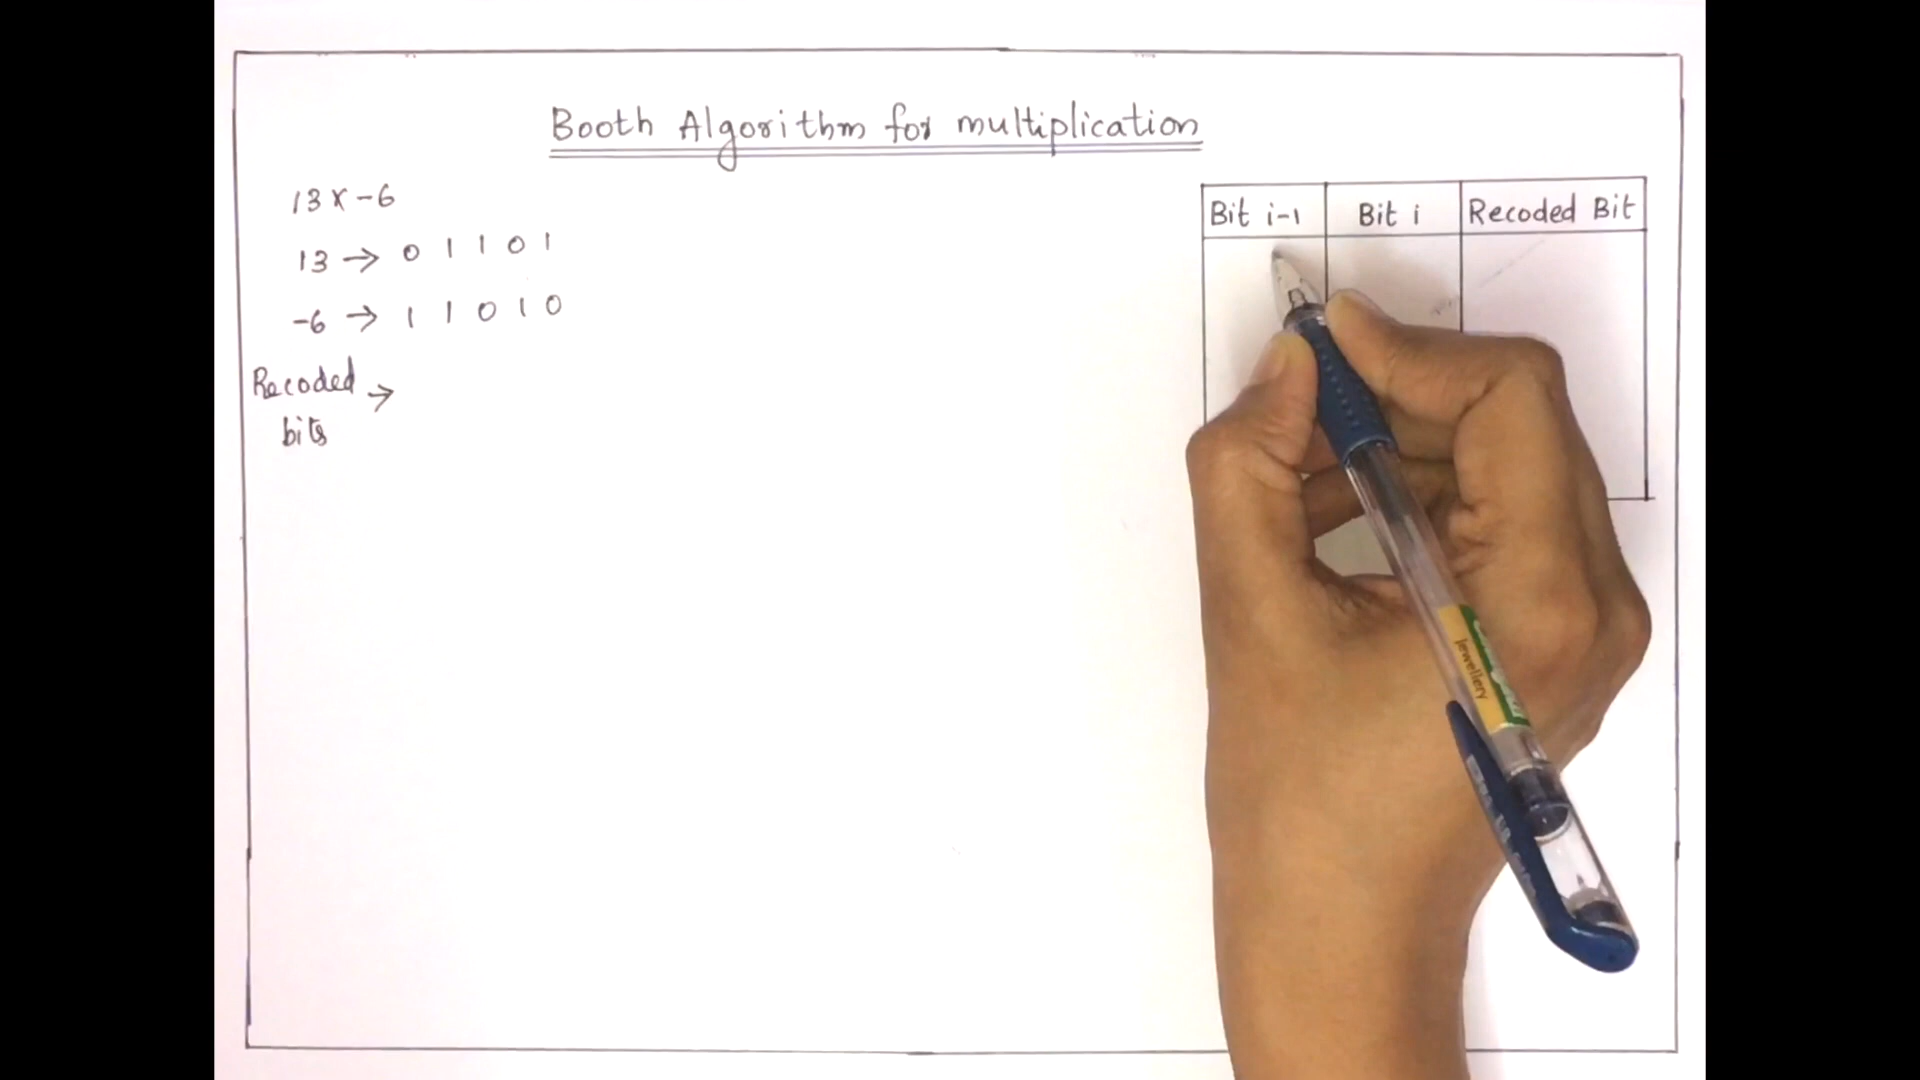 Booth Algorithm for multiplication
13 x -6
13 → 0 1 1 0 1
-6 → 1 1 0 1 0
Recoded →
bits
Bit i-1 Bit i Recoded Bit
jewellery